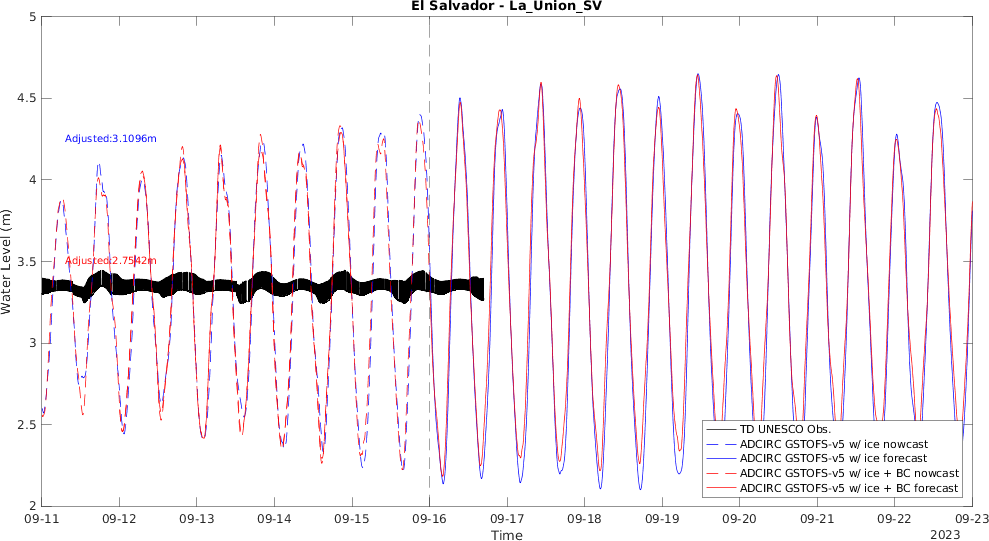 El Salvador - La_Union_SV
Water Level (m)
5
4.5
4
3.5
3
2.5
2
Adjusted:3.1096m
Adjusted:2.7542m
TD UNESCO Obs.
ADCIRC GSTOFS-v5 w/ ice nowcast
ADCIRC GSTOFS-v5 w/ ice forecast
ADCIRC GSTOFS-v5 w/ ice + BC nowcast
ADCIRC GSTOFS-v5 w/ ice + BC forecast
09-11 09-12 09-13 09-14 09-15 09-16 09-17 09-18 09-19 09-20 09-21 09-22 09-23
Time
2023